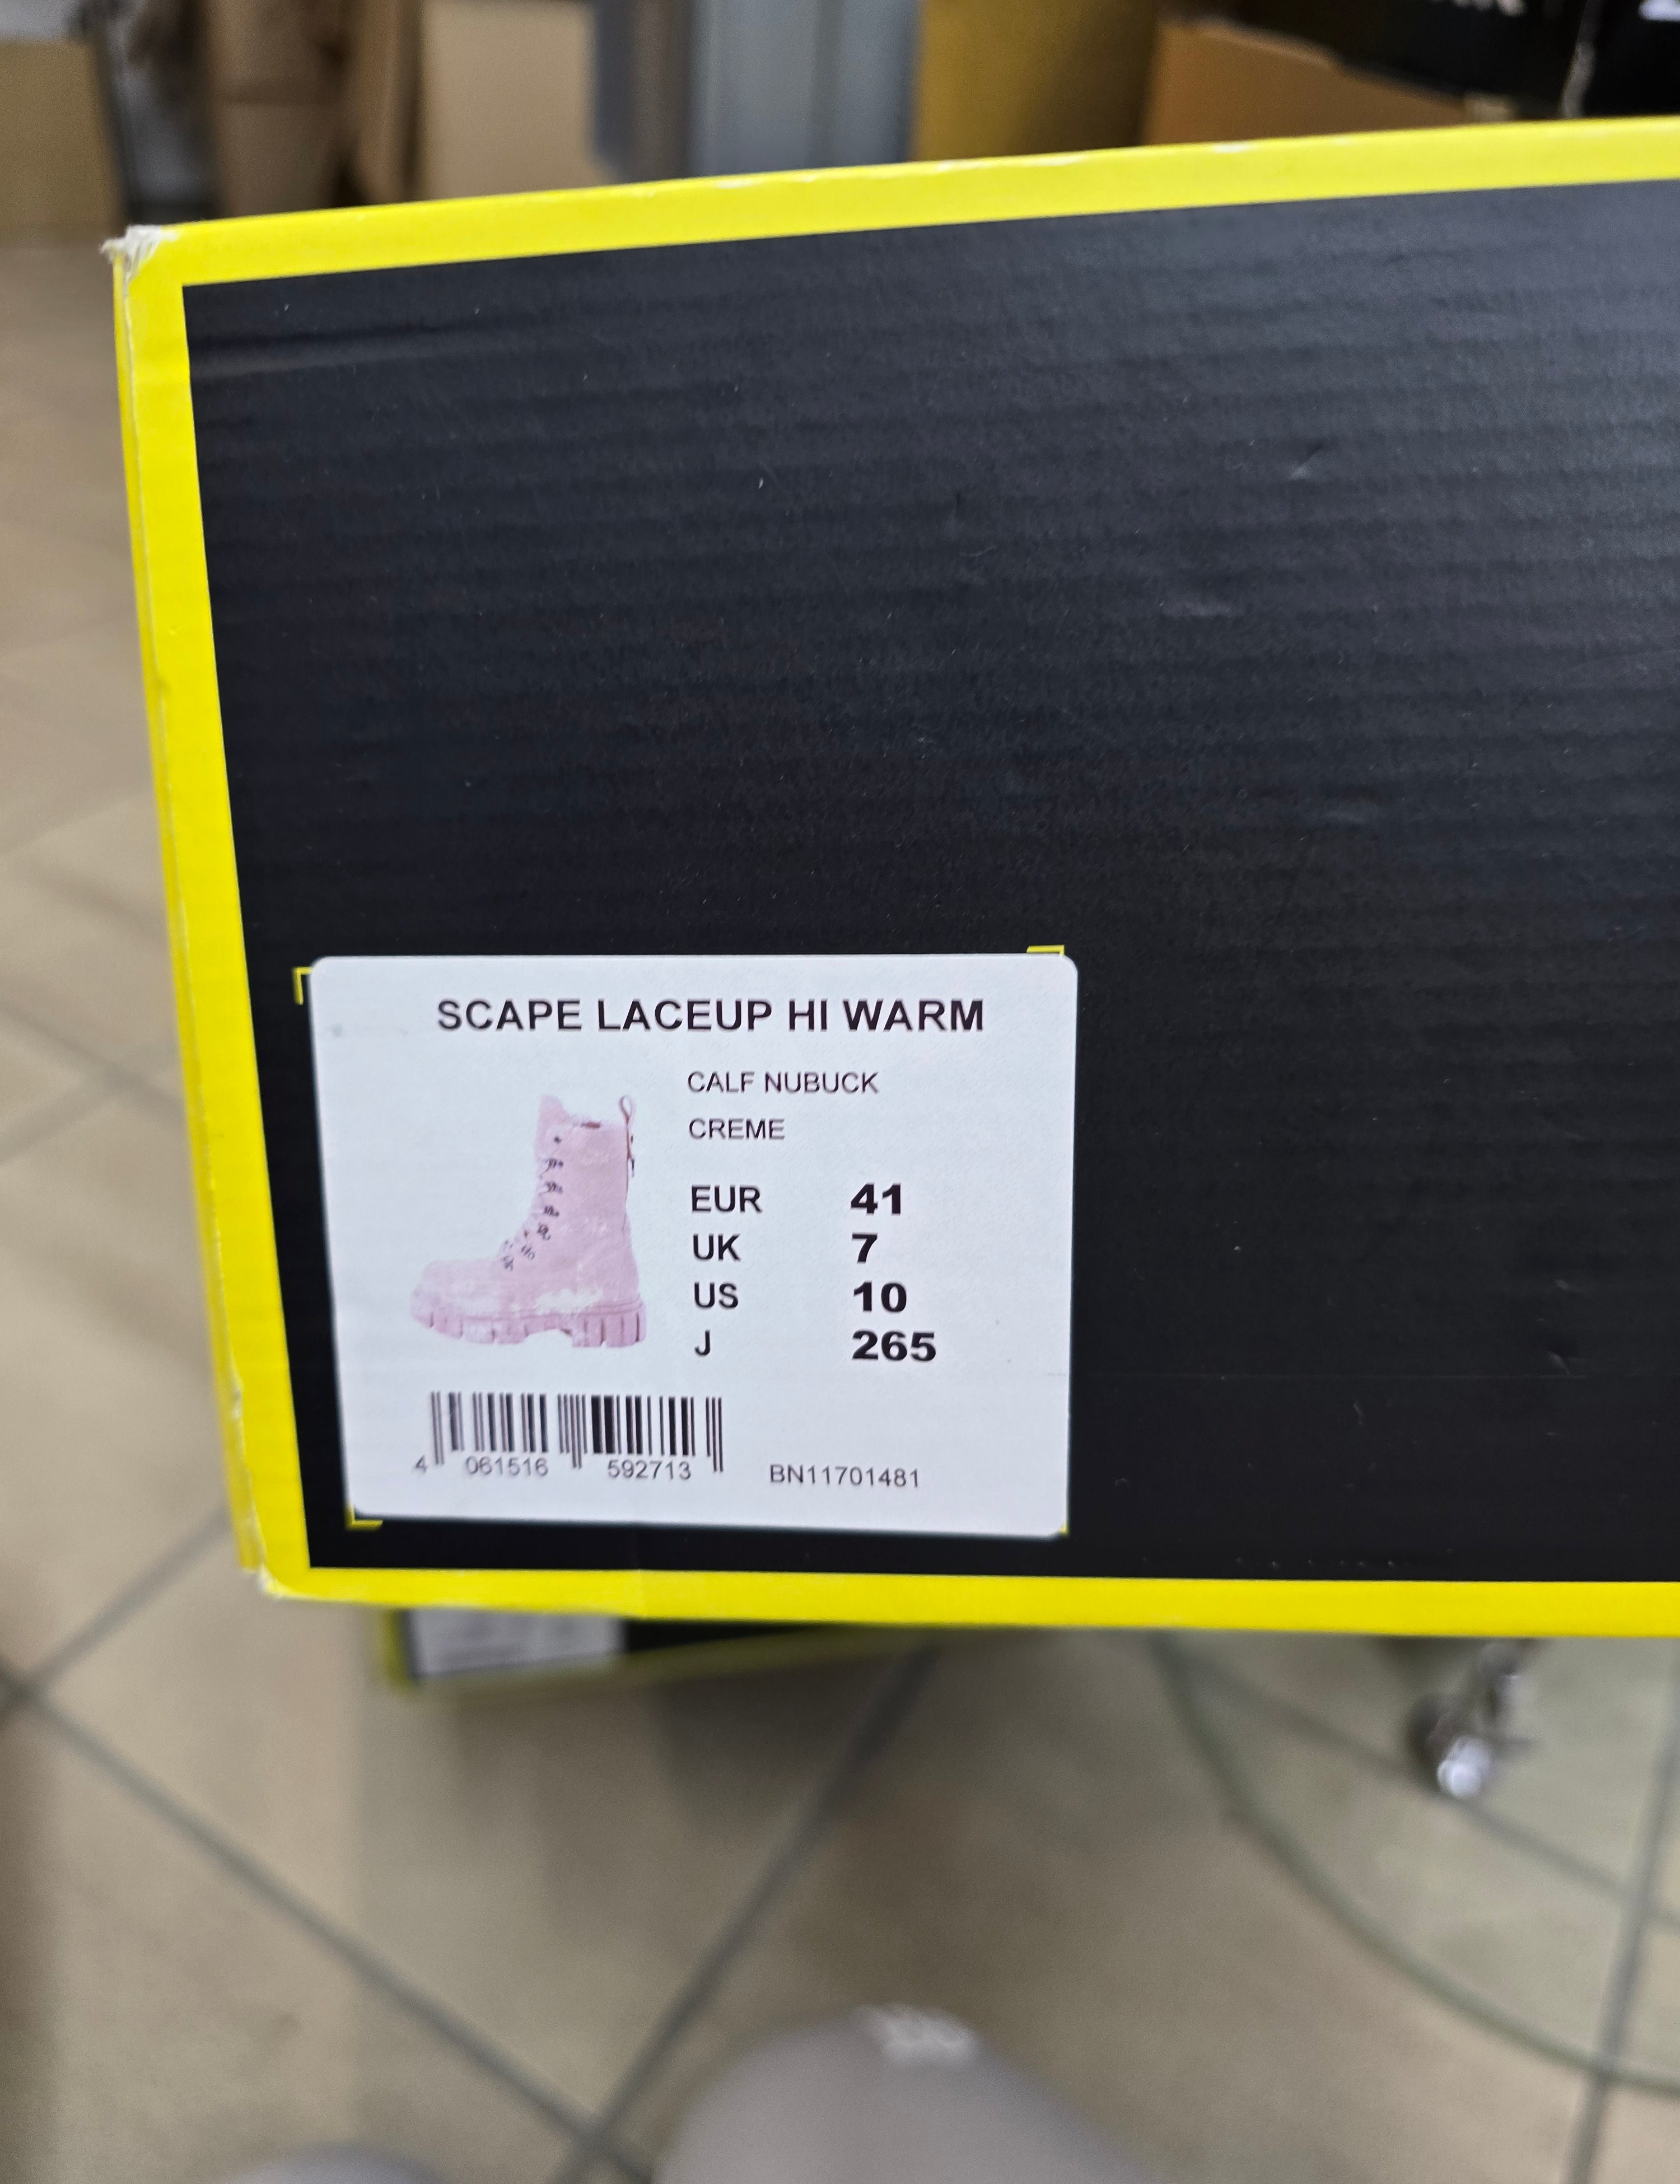 SCAPE LACEUP HI WARM
CALF NUBUCK
CREME
EUR 41
UK 7
US 10
J 265
4 061516 592713
BN11701481